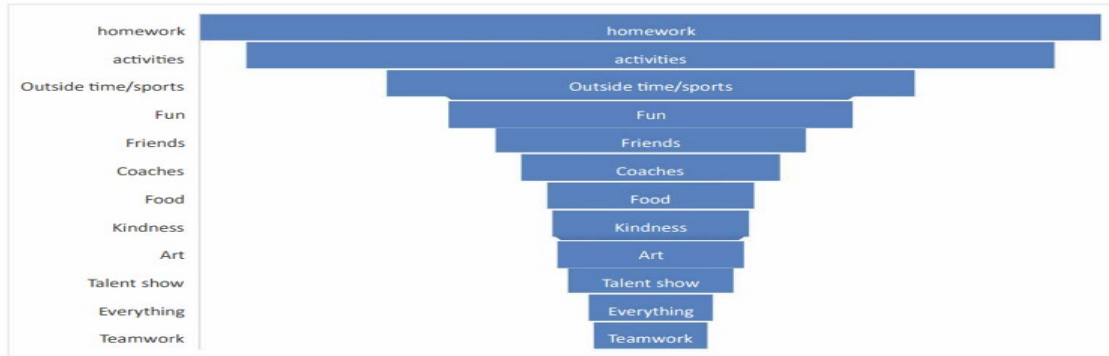 homework homework
activities activities
Outside time/sports Outside time/sports
Fun Fun
Friends Friends
Coaches Coaches
Food Food
Kindness Kindness
Art Art
Talent show Talent show
Everything Everything
Teamwork Teamwork